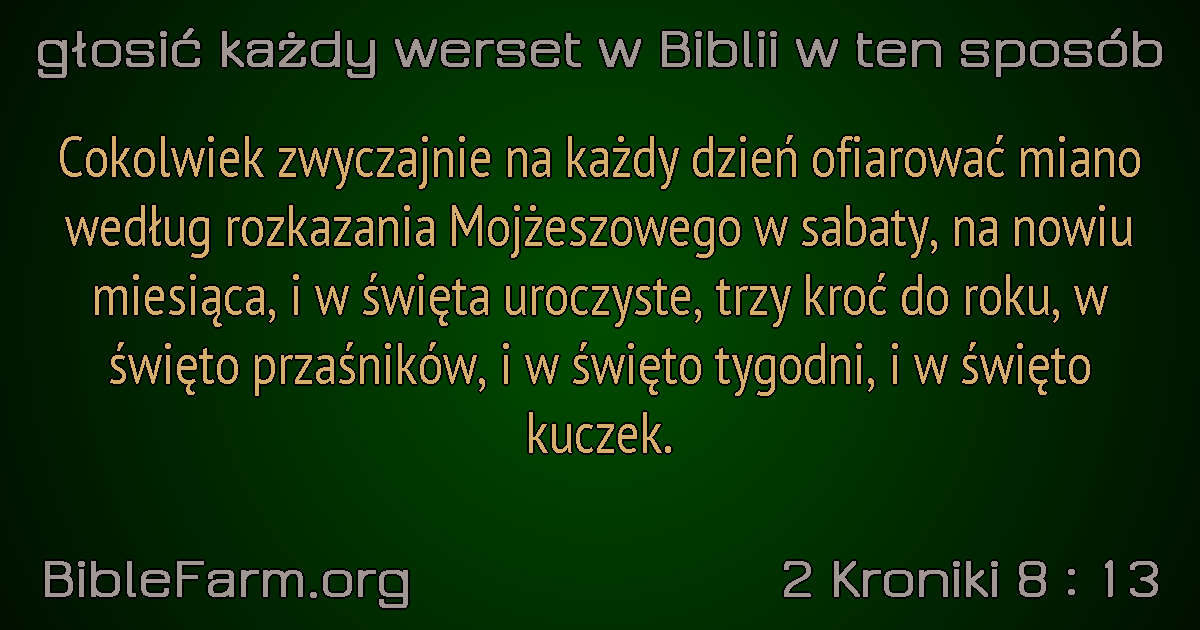 głosić każdy werset w Biblii w ten sposób
Cokolwiek zwyczajnie na każdy dzień ofiarować miano
według rozkazania Mojżeszowego w sabaty, na nowiu
miesiąca, i w święta uroczyste, trzy kroć do roku, w
święto przaśników, i w święto tygodni, i w święto
kuczek.
BibleFarm.org
2 Kroniki 8 : 13